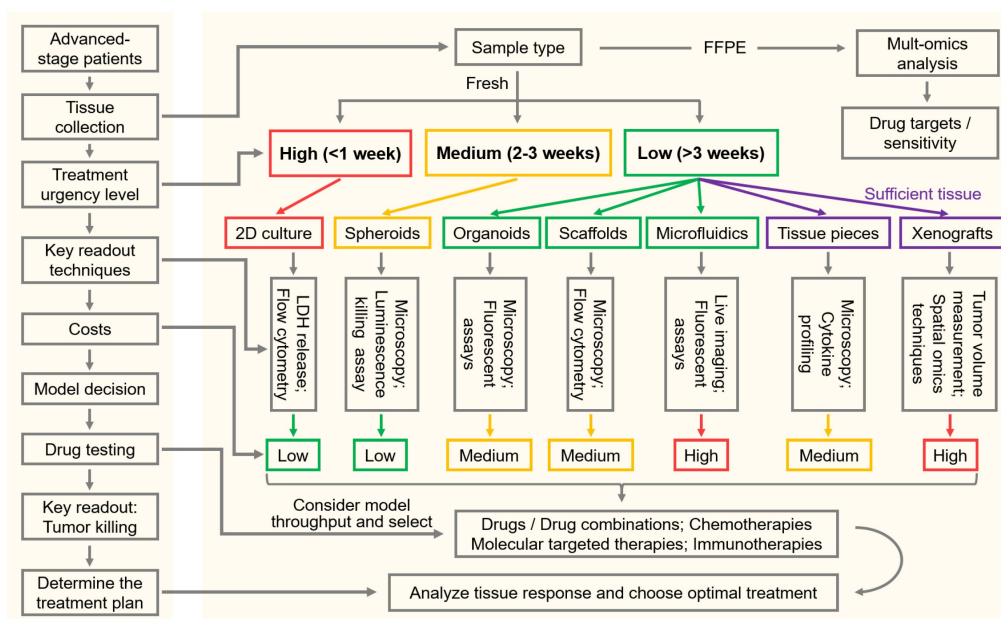 Advanced-
stage patients
Tissue
collection
Treatment
urgency level
Key readout
techniques
Costs
Model decision
Drug testing
Key readout:
Tumor killing
Determine the
treatment plan
Sample type
FFPE
Mult-omics
analysis
Fresh
Drug targets /
sensitivity
High (<1 week)
Medium (2-3 weeks)
Low (>3 weeks)
Sufficient tissue
2D culture
Spheroids
Organoids
Scaffolds
Microfluidics
Tissue pieces
Xenografts
LDH release;
Flow cytometry
Microscopy;
Luminescence
killing assay
Microscopy;
Fluorescent
assays
Microscopy;
Flow cytometry
Live imaging;
Fluorescent
assays
Microscopy;
Cytokine
profiling
Tumor volume
measurement;
Spatial omics
techniques
Low
Low
Medium
Medium
High
Medium
High
Consider model
throughput and select
Drugs / Drug combinations; Chemotherapies
Molecular targeted therapies; Immunotherapies
Analyze tissue response and choose optimal treatment